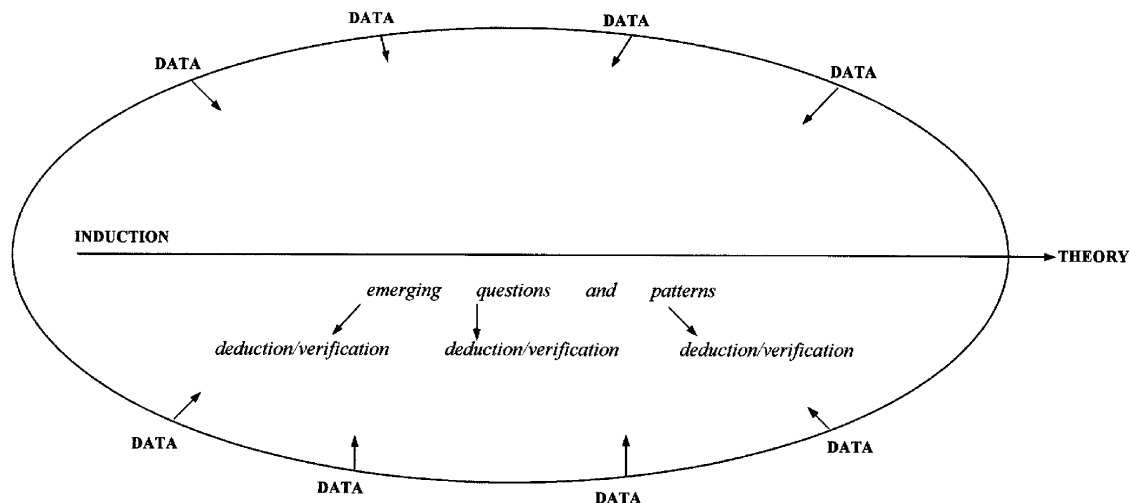 DATA DATA
DATA DATA
INDUCTION
THEORY
emerging questions and patterns
deduction/verification deduction/verification deduction/verification
DATA DATA
DATA DATA